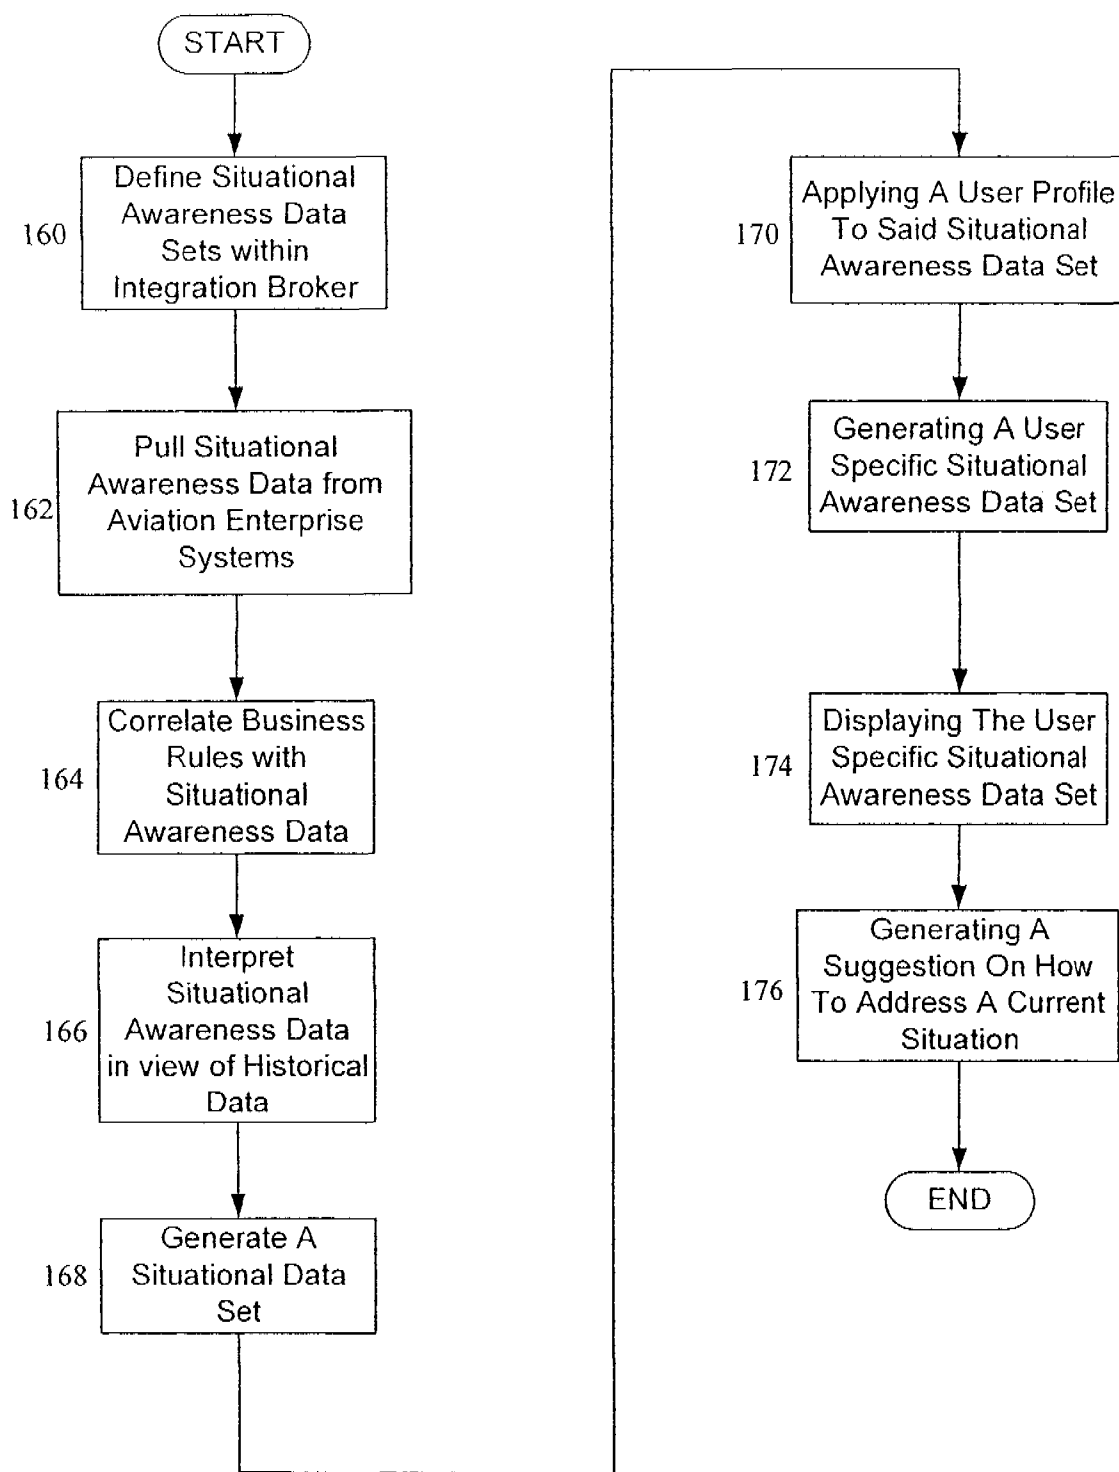 START
160
Define Situational
Awareness Data
Sets within
Integration Broker
162
Pull Situational
Awareness Data from
Aviation Enterprise
Systems
164
Correlate Business
Rules with
Situational
Awareness Data
166
Interpret
Situational
Awareness Data
in view of Historical
Data
168
Generate A
Situational Data
Set
170
Applying A User Profile
To Said Situational
Awareness Data Set
172
Generating A User
Specific Situational
Awareness Data Set
174
Displaying The User
Specific Situational
Awareness Data Set
176
Generating A
Suggestion On How
To Address A Current
Situation
END